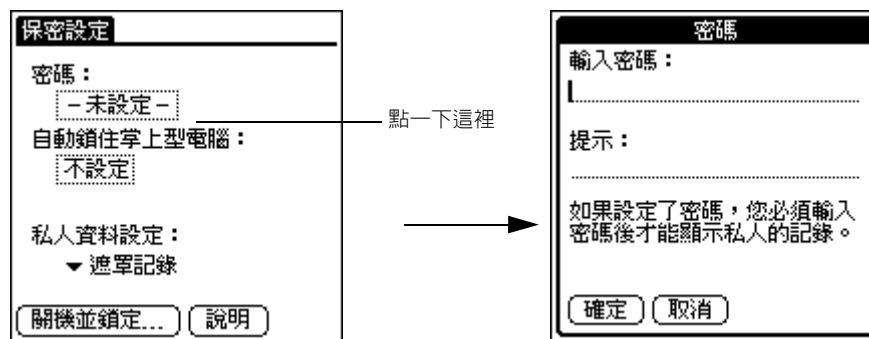 保密設定
密碼：
－未設定－
自動鎖住掌上型電腦：
不設定
私人資料設定：
遮罩記錄
關機並鎖定...
說明
點一下這裡
密碼
輸入密碼：
提示：
如果設定了密碼，您必須輸入
密碼後才能顯示私人的記錄。
確定
取消